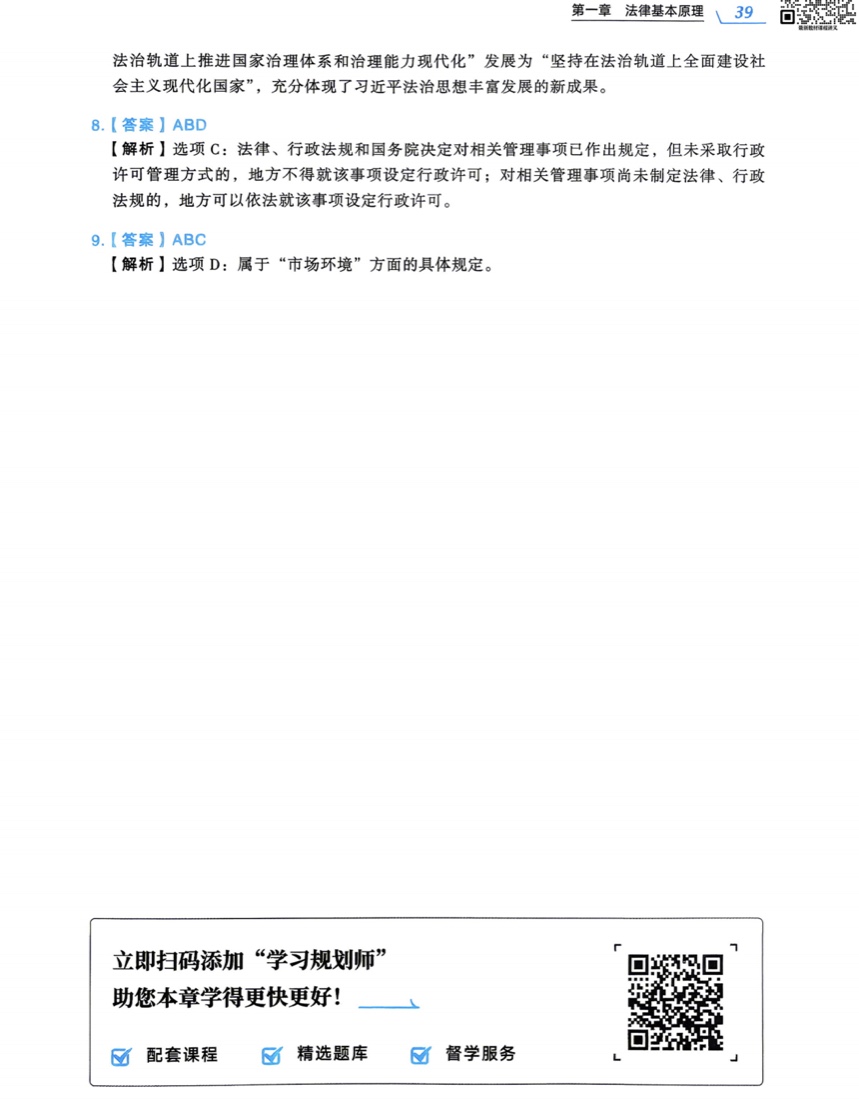 第一章 法律基本原理 39
法治轨道上推进国家治理体系和治理能力现代化”发展为“坚持在法治轨道上全面建设社
会主义现代化国家”，充分体现了习近平法治思想丰富发展的新成果。
8.【答案】ABD
【解析】选项 C：法律、行政法规和国务院决定对相关管理事项已作出规定，但未采取行政
许可管理方式的，地方不得就该事项设定行政许可；对相关管理事项尚未制定法律、行政
法规的，地方可以依法就该事项设定行政许可。
9.【答案】ABC
【解析】选项 D：属于“市场环境”方面的具体规定。
立即扫码添加“学习规划师”
助您本章学得更快更好！
配套课程 精选题库 督学服务